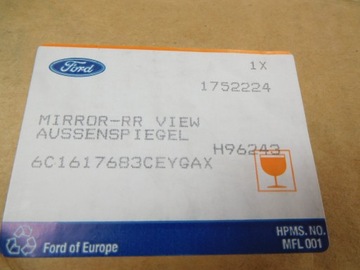 Ford
1X
1752224
MIRROR-RR VIEW
AUSSENSPIEGEL
H96243
6C1617683CEYGAX
Ford of Europe
HPMS.NO.
MFL 001